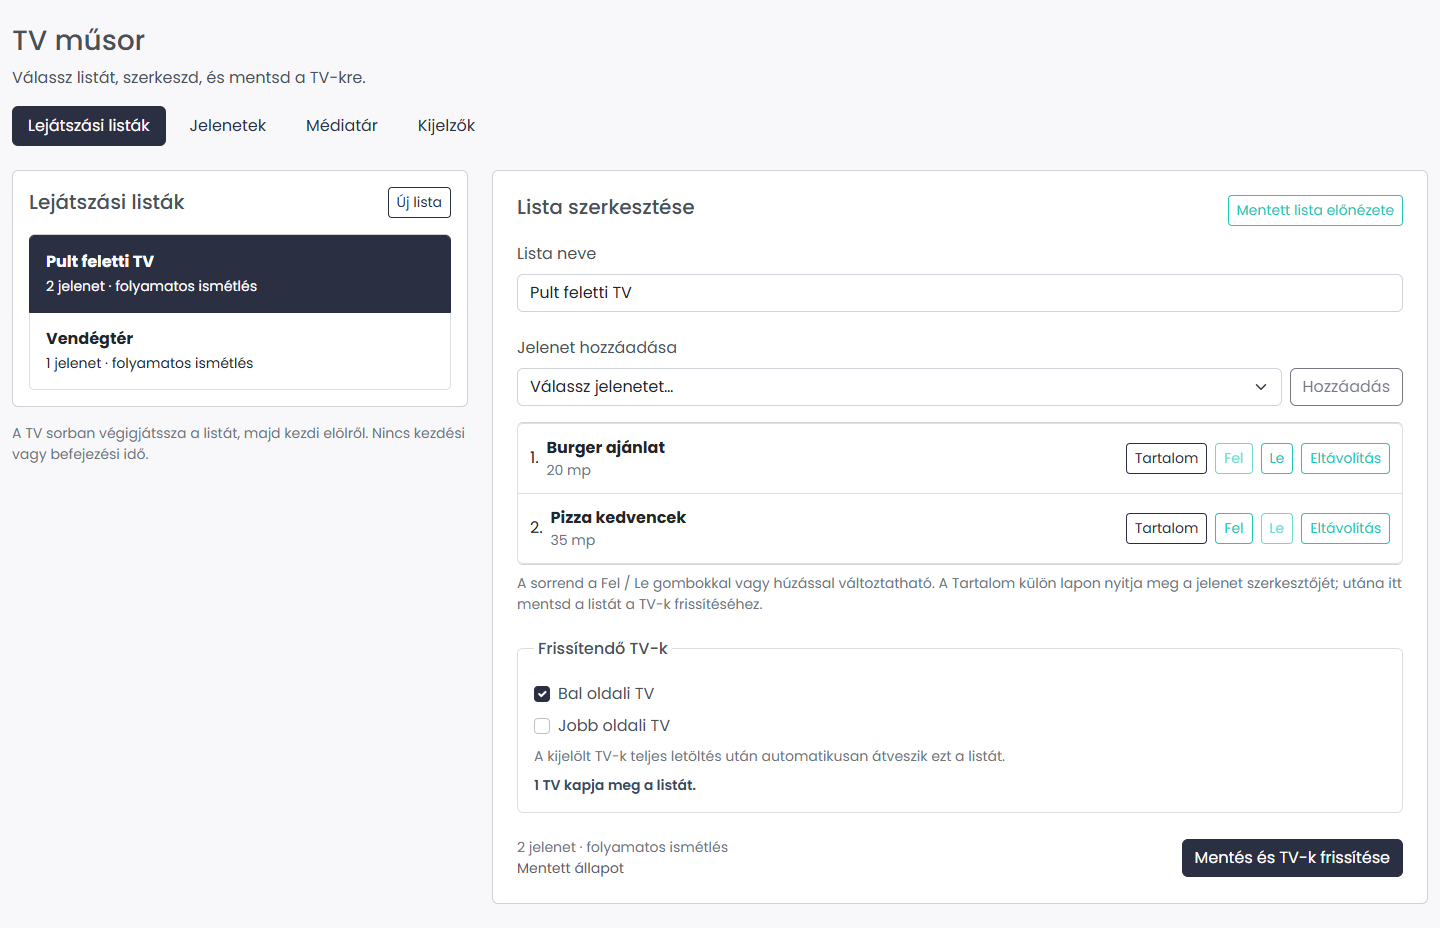 TV műsor
Válassz listát, szerkeszd, és mentsd a TV-kre.
Lejátszási listák
Jelenetek
Médiatár
Kijelzők
Lejátszási listák
Új lista
Pult feletti TV
2 jelenet · folyamatos ismétlés
Vendégtér
1 jelenet · folyamatos ismétlés
A TV sorban végigjátssza a listát, majd kezdi elölről. Nincs kezdési
vagy befejezési idő.
Lista szerkesztése
Mentett lista előnézete
Lista neve
Pult feletti TV
Jelenet hozzáadása
Válassz jelenetet...
Hozzáadás
1. Burger ajánlat
20 mp
Tartalom
Fel
Le
Eltávolítás
2. Pizza kedvencek
35 mp
Tartalom
Fel
Le
Eltávolítás
A sorrend a Fel / Le gombokkal vagy húzással változtatható. A Tartalom külön lapon nyitja meg a jelenet szerkesztőjét; utána itt
mentsd a listát a TV-k frissítéséhez.
Frissítendő TV-k
Bal oldali TV
Jobb oldali TV
A kijelölt TV-k teljes letöltés után automatikusan átveszik ezt a listát.
1 TV kapja meg a listát.
2 jelenet · folyamatos ismétlés
Mentett állapot
Mentés és TV-k frissítése